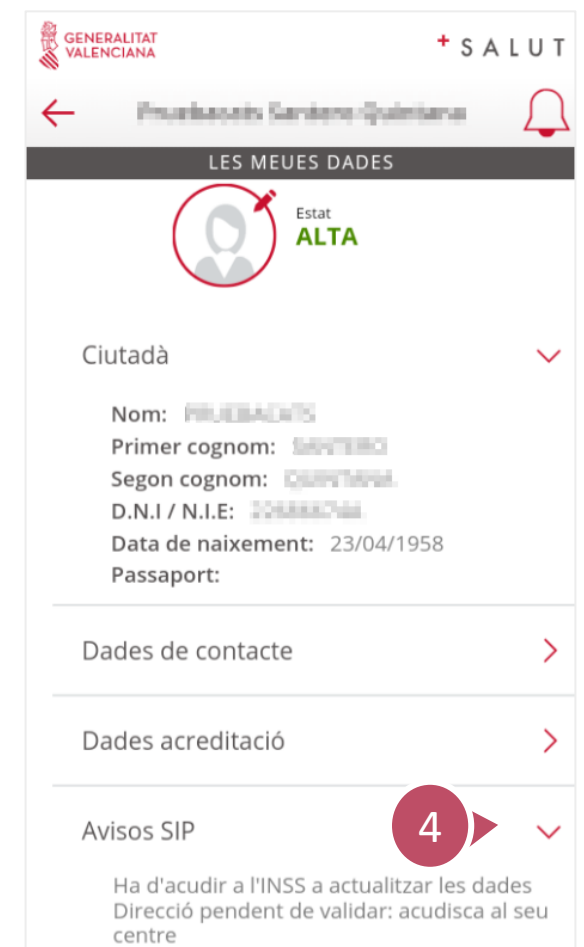 GENERALITAT
VALENCIANA
+ SALUT
LES MEUES DADES
Estat
ALTA
Ciutadà
Nom:
Primer cognom:
Segon cognom:
D.N.I / N.I.E:
Data de naixement: 23/04/1958
Passaport:
Dades de contacte
Dades acreditació
Avisos SIP
4
Ha d'acudir a l'INSS a actualitzar les dades
Direcció pendent de validar: acudisca al seu
centre